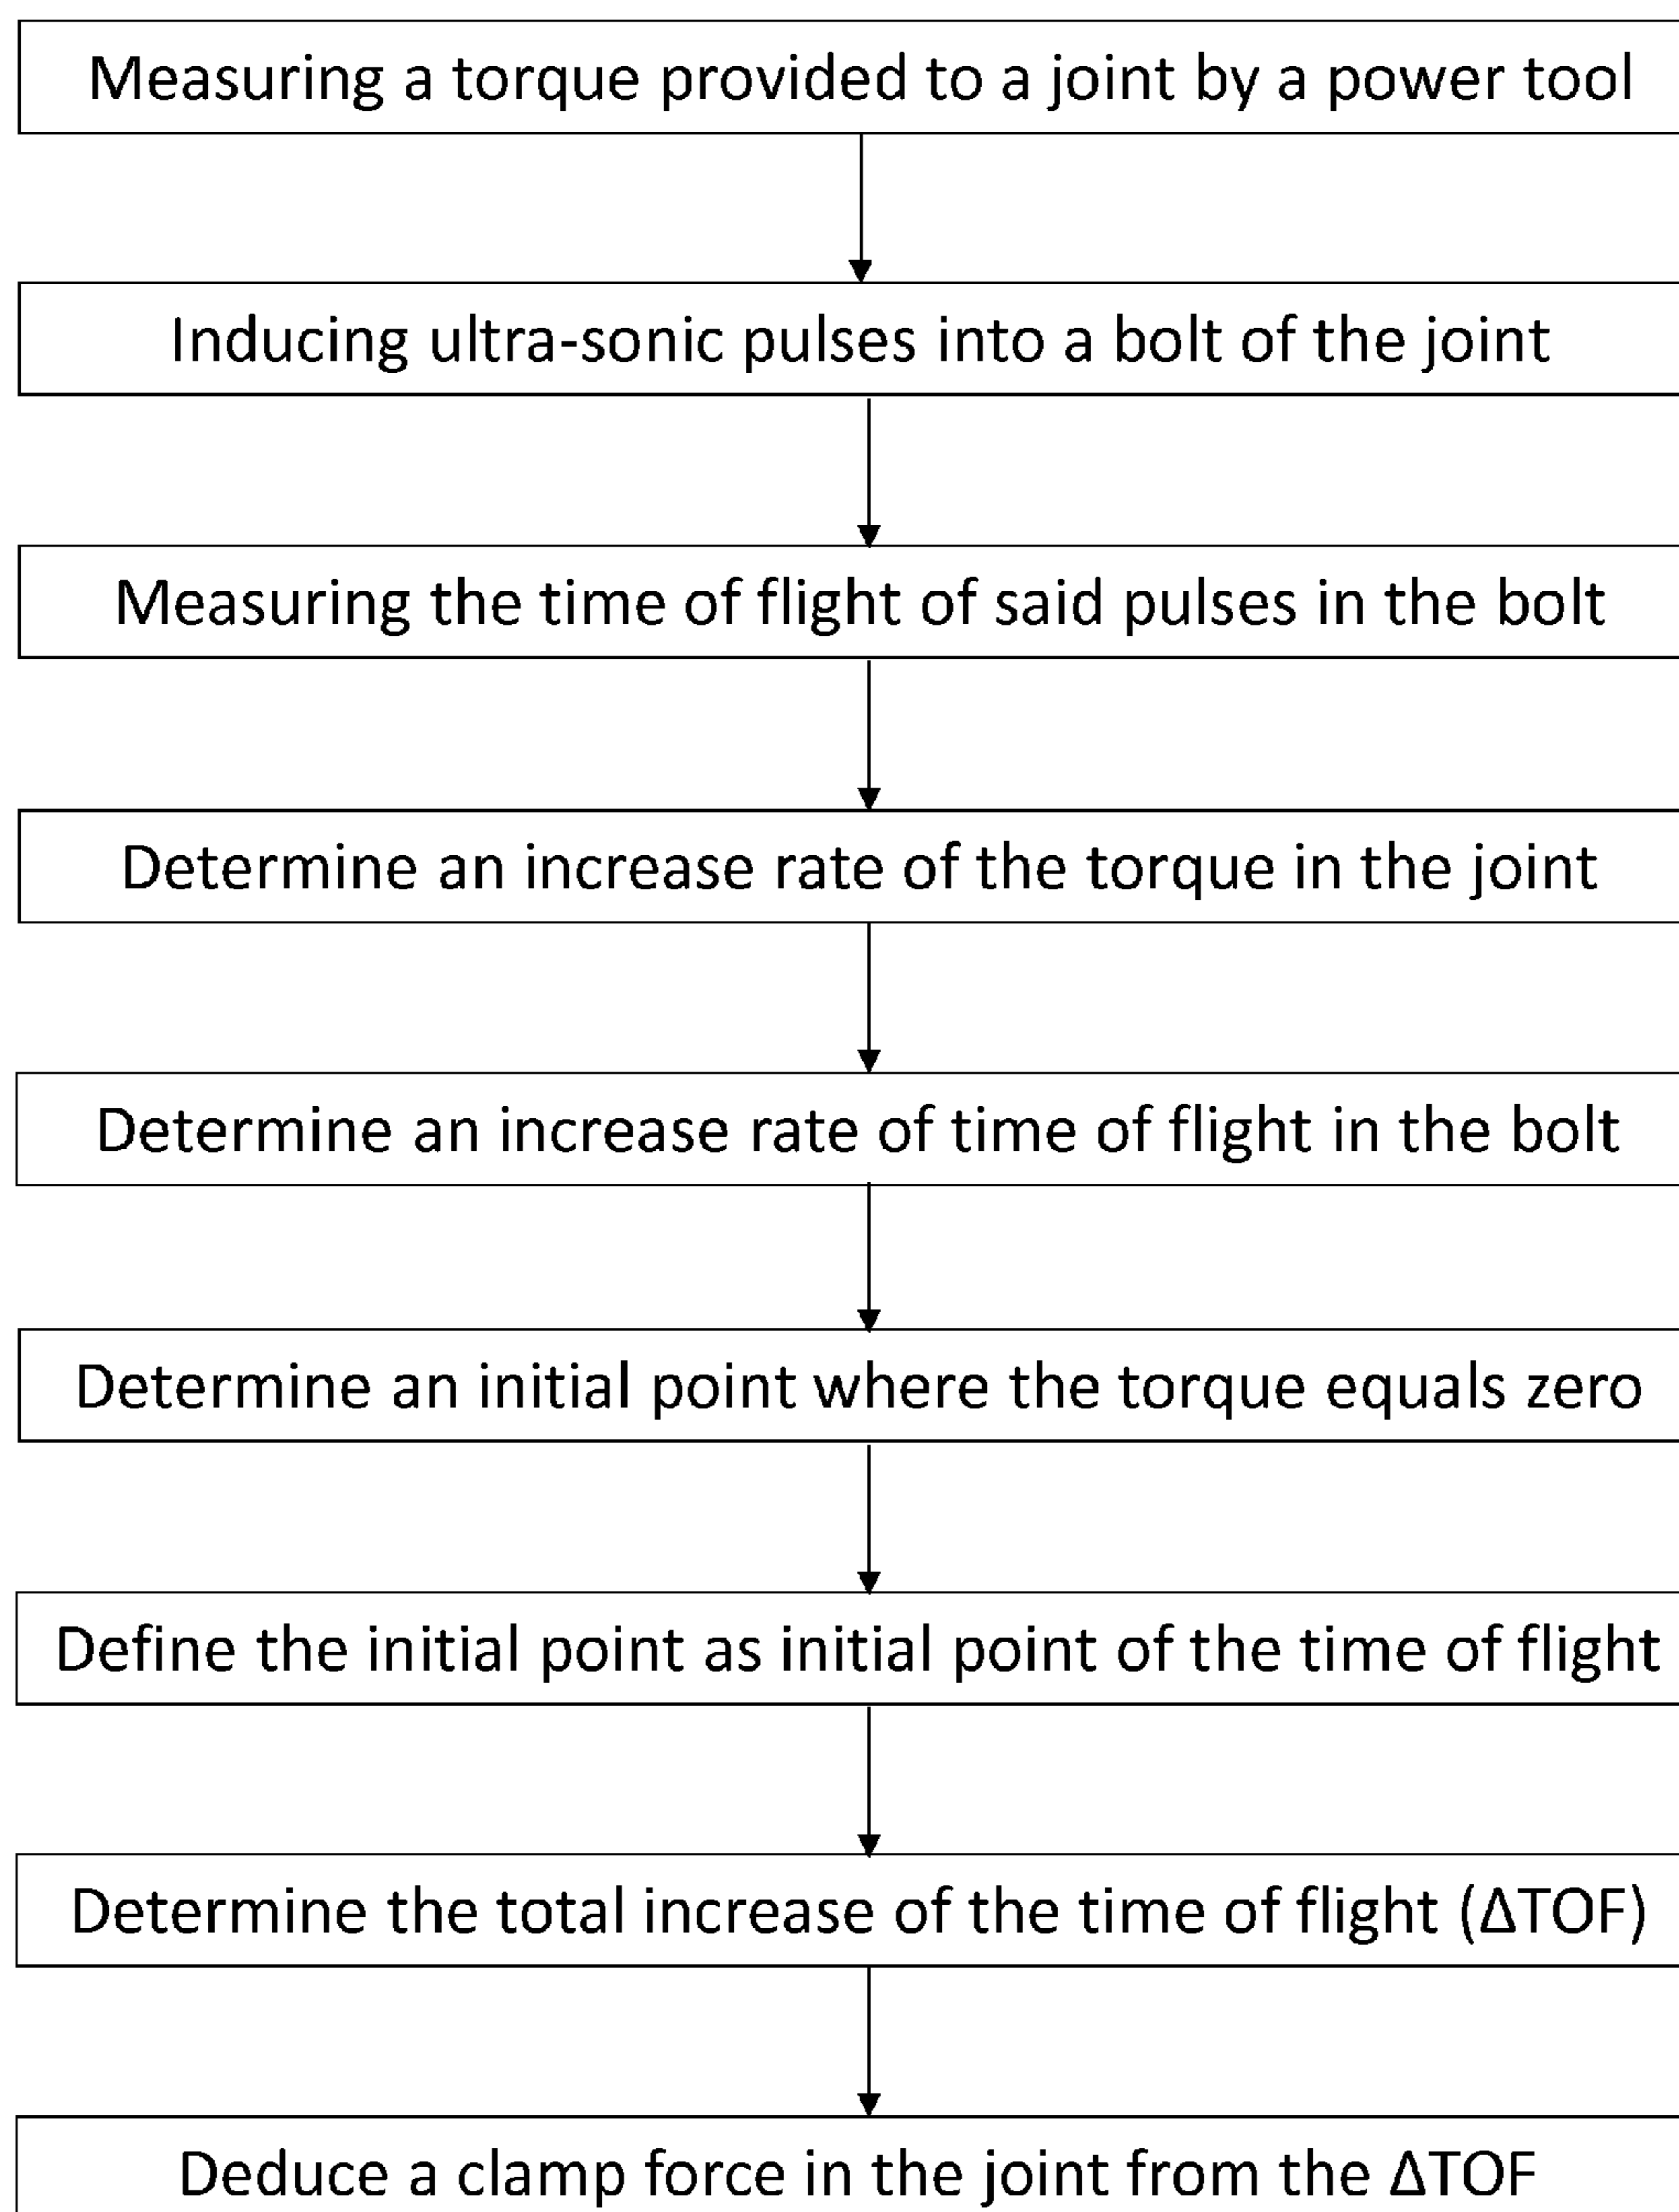 Measuring a torque provided to a joint by a power tool
Inducing ultra-sonic pulses into a bolt of the joint
Measuring the time of flight of said pulses in the bolt
Determine an increase rate of the torque in the joint
Determine an increase rate of time of flight in the bolt
Determine an initial point where the torque equals zero
Define the initial point as initial point of the time of flight
Determine the total increase of the time of flight (ΔTOF)
Deduce a clamp force in the joint from the ΔTOF